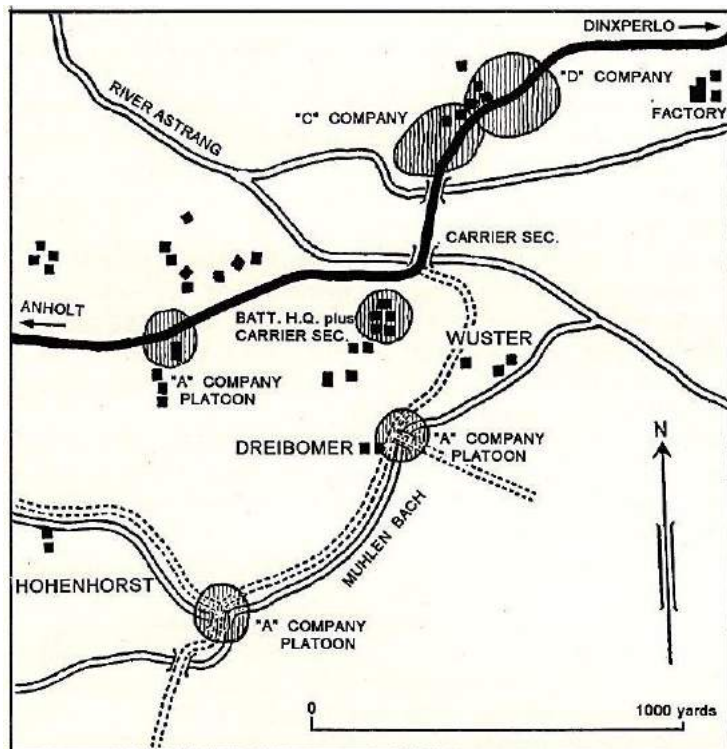 DINXPERLO
"D" COMPANY
RIVER ASTRANG
"C" COMPANY
FACTORY
CARRIER SEC.
ANHOLT
BATT. H.Q. plus
CARRIER SEC.
WUSTER
"A" COMPANY
PLATOON
N
DREIBOMER
"A" COMPANY
PLATOON
MUHLEN BACH
HOHENHORST
"A" COMPANY
PLATOON
0
1000 yards